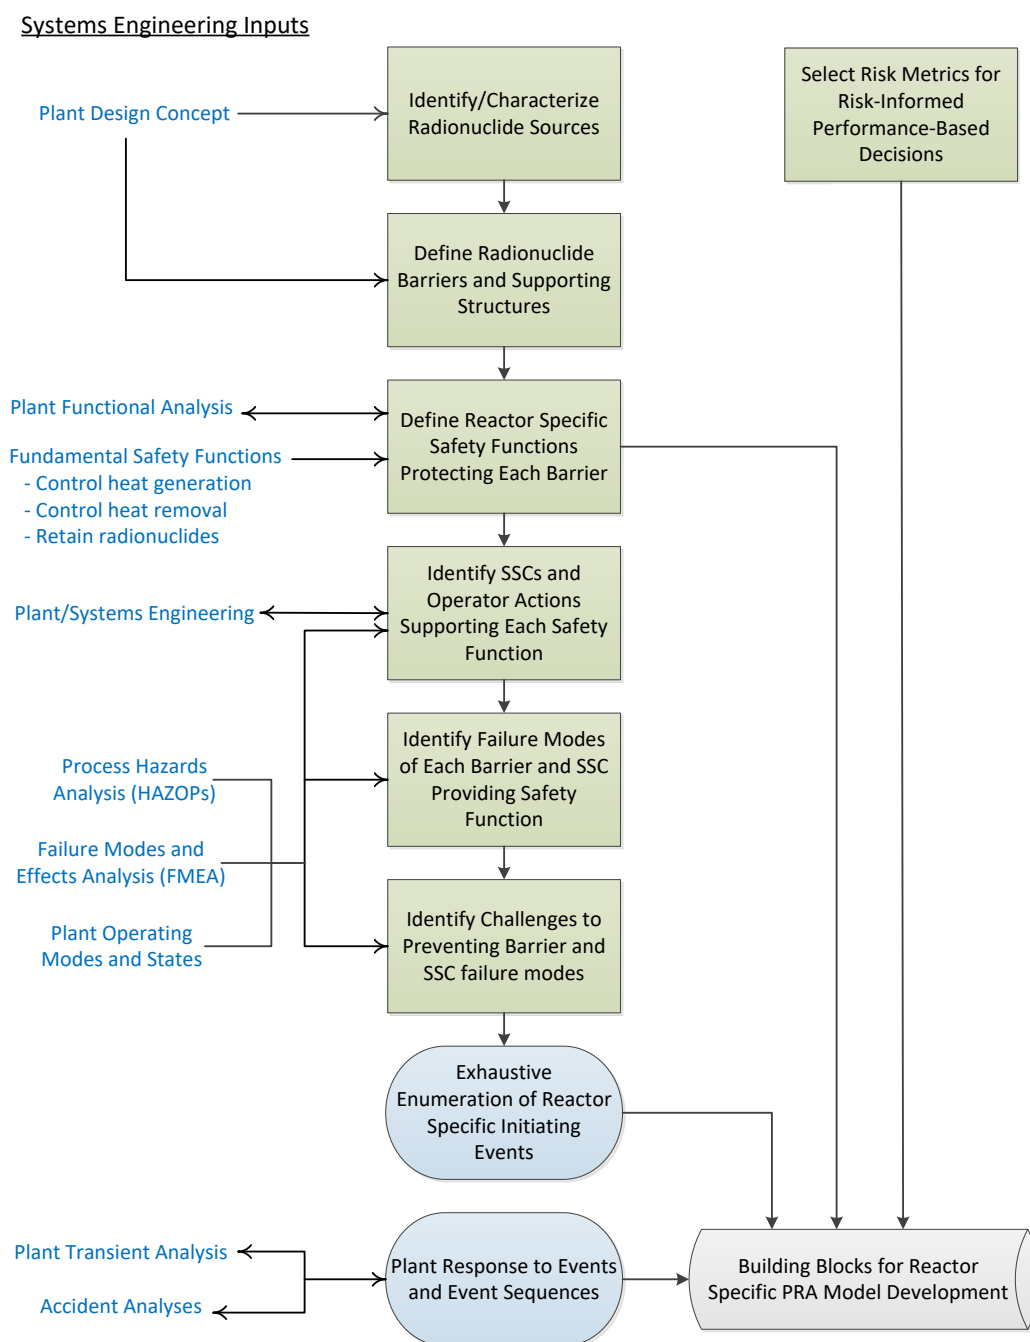 Systems Engineering Inputs
Plant Design Concept
Identify/Characterize
Radionuclide Sources
Select Risk Metrics for
Risk-Informed
Performance-Based
Decisions
Define Radionuclide
Barriers and Supporting
Structures
Plant Functional Analysis
Fundamental Safety Functions
- Control heat generation
- Control heat removal
- Retain radionuclides
Define Reactor Specific
Safety Functions
Protecting Each Barrier
Plant/Systems Engineering
Identify SSCs and
Operator Actions
Supporting Each Safety
Function
Process Hazards
Analysis (HAZOPs)
Identify Failure Modes
of Each Barrier and SSC
Providing Safety
Function
Failure Modes and
Effects Analysis (FMEA)
Plant Operating
Modes and States
Identify Challenges to
Preventing Barrier and
SSC failure modes
Exhaustive
Enumeration of Reactor
Specific Initiating
Events
Plant Transient Analysis
Accident Analyses
Plant Response to Events
and Event Sequences
Building Blocks for Reactor
Specific PRA Model Development